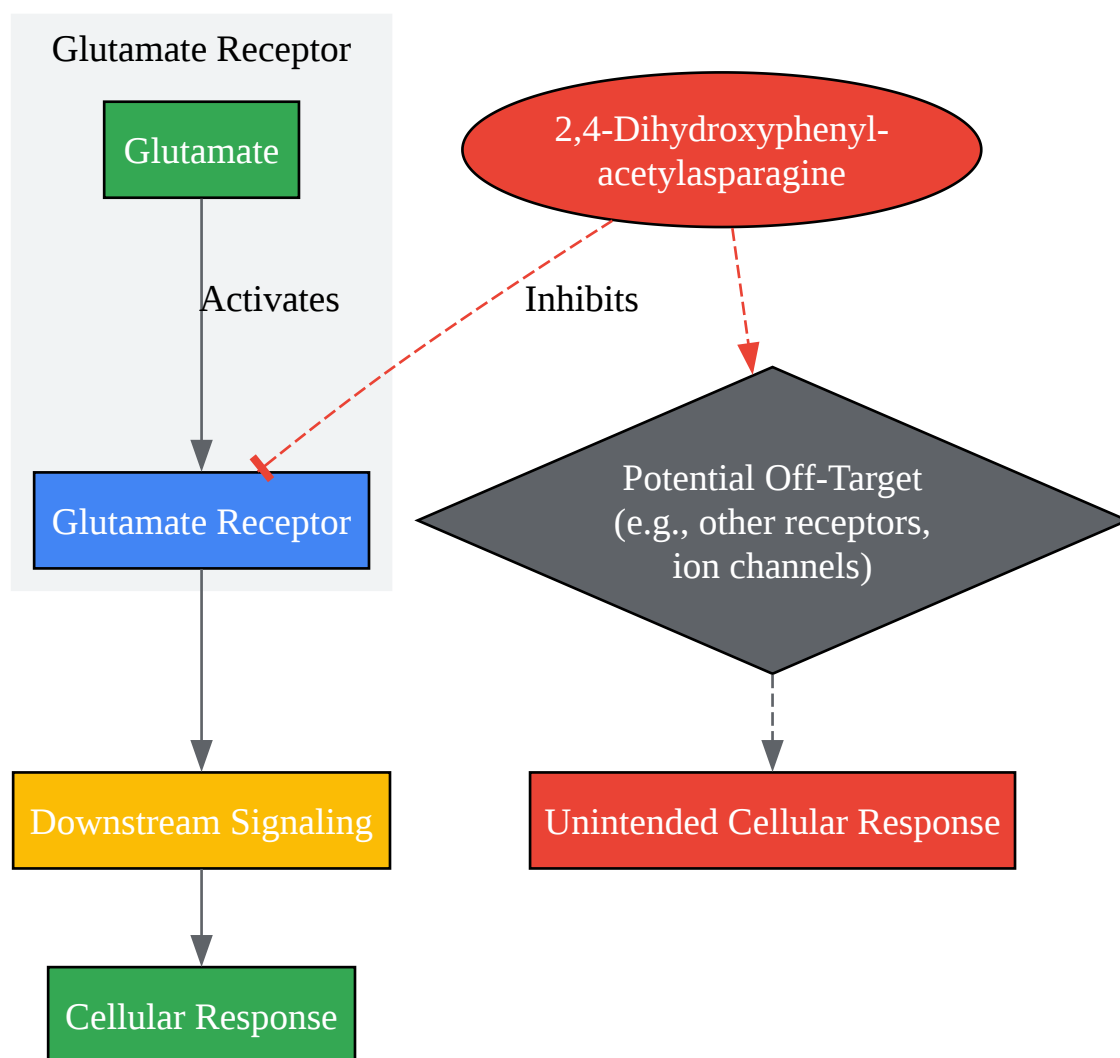 Glutamate Receptor
Glutamate
2,4-Dihydroxyphenyl-
acetylasparagine
Activates
Inhibits
Glutamate Receptor
Potential Off-Target
(e.g., other receptors,
ion channels)
Downstream Signaling
Unintended Cellular Response
Cellular Response